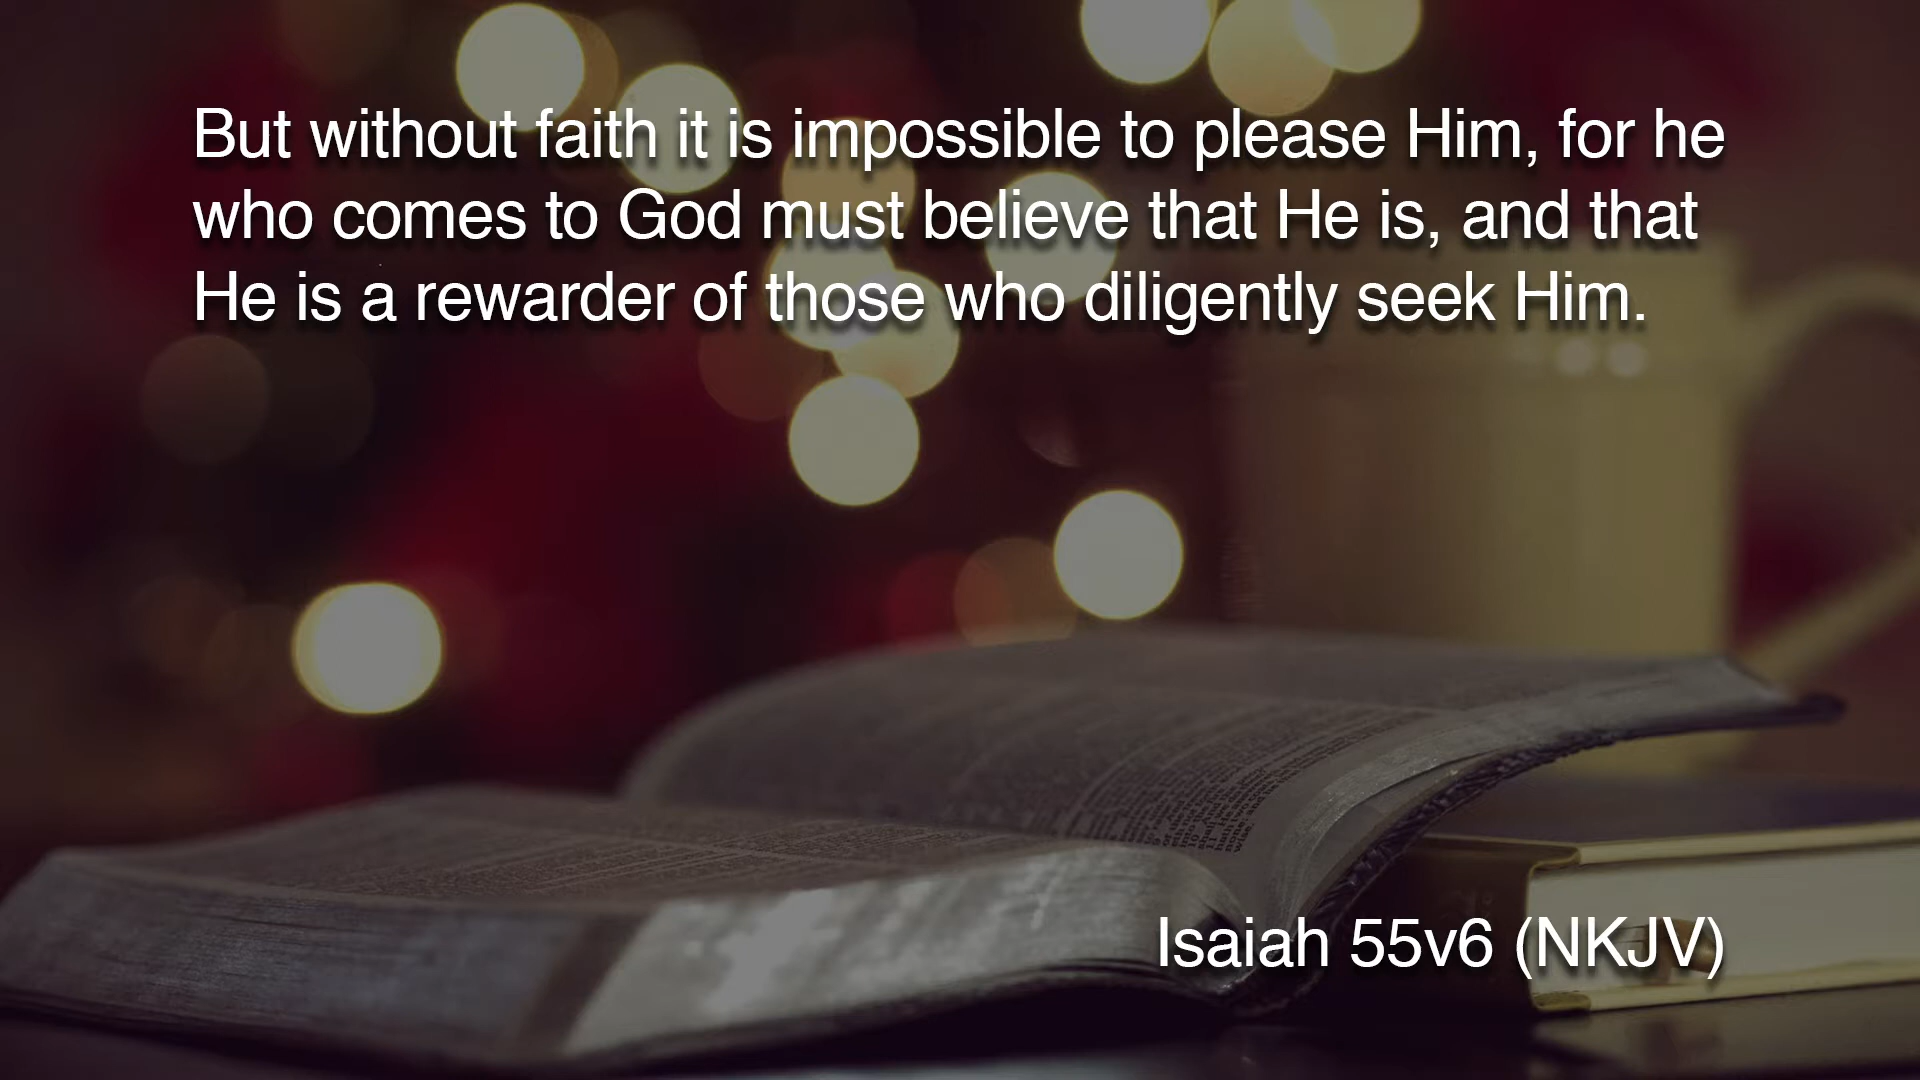 But without faith it is impossible to please Him, for he
who comes to God must believe that He is, and that
He is a rewarder of those who diligently seek Him.
Isaiah 55v6 (NKJV)